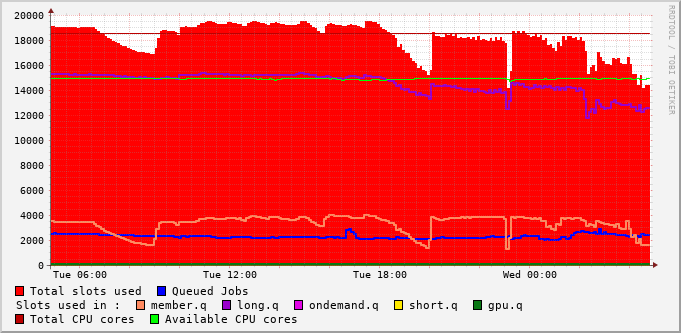 20000
18000
16000
14000
12000
10000
8000
6000
4000
2000
0
Tue 06:00 Tue 12:00 Tue 18:00 Wed 00:00
RRDTOOL / TOBI OETIKER
Total slots used Queued Jobs
Slots used in : member.q long.q ondemand.q short.q gpu.q
Total CPU cores Available CPU cores